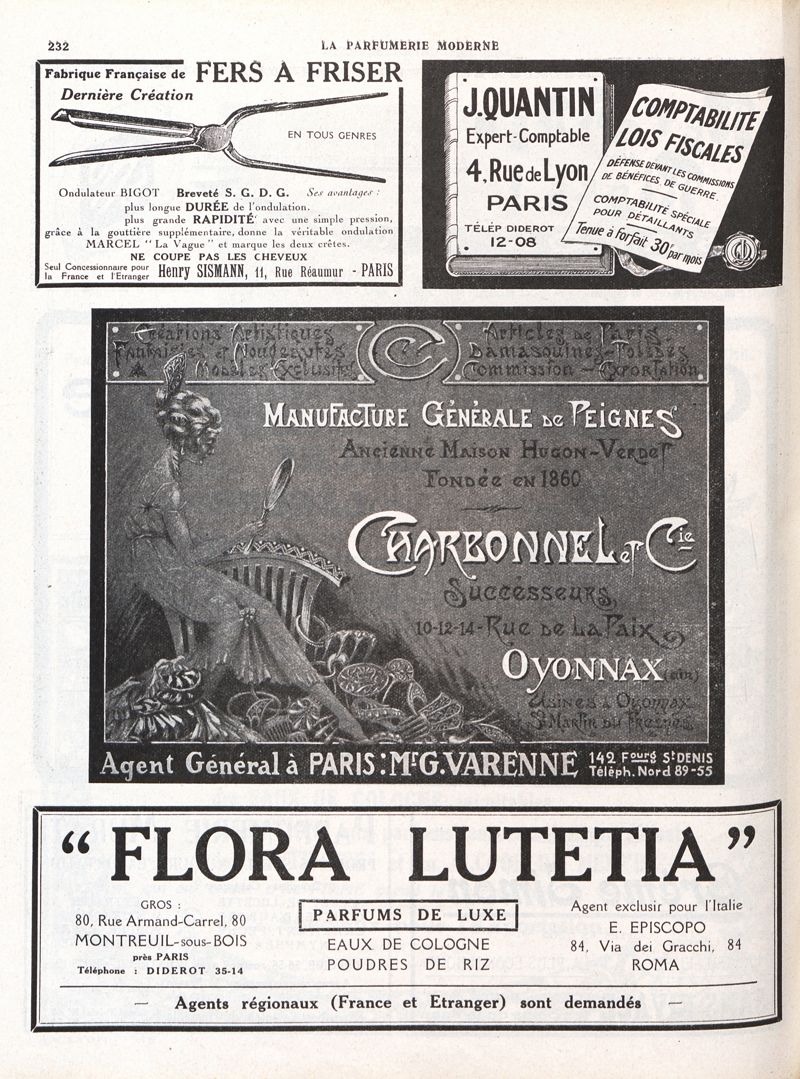 232
LA PARFUMERIE MODERNE
Fabrique Française de FERS A FRISER
Dernière Création
EN TOUS GENRES
Ondulateur BIGOT Breveté S. G. D. G. Ses avantages :
plus longue DURÉE de l'ondulation.
plus grande RAPIDITÉ avec une simple pression,
grâce à la gouttière supplémentaire, donne la véritable ondulation
MARCEL "La Vague" et marque les deux crêtes.
NE COUPE PAS LES CHEVEUX
Seul Concessionnaire pour
la France et l'Etranger
Henry SISMANN, 11, Rue Réaumur - PARIS
J. QUANTIN
Expert-Comptable
4, Rue de Lyon
PARIS
TÉLÉP DIDEROT
12-08
COMPTABILITE
LOIS FISCALES
DÉFENSE DEVANT LES COMMISSIONS
DE BÉNÉFICES DE GUERRE.
COMPTABILITÉ SPÉCIALE
POUR DÉTAILLANTS
Tenue à forfait 30f par mois
Créations Artistiques
Fantaisies et Nouveautés
Modèles Exclusifs
Articles de Paris
Damasquinés-Polissés
Commission - Exportation
MANUFACTURE GÉNÉRALE DE PEIGNES
ANCIENNE MAISON HUGON-VERDET
FONDÉE EN 1860
CHARBONNEL ET Cie
SUCCESSEURS
10-12-14-RUE DE LA PAIX
OYONNAX (Ain)
Usines à Oyonnax
St Martin du Fresnes
Agent Général à PARIS: Mr G. VARENNE
142 Fourg St DENIS
Téléph. Nord 89-55
"FLORA LUTETIA"
GROS :
80, Rue Armand-Carrel, 80
MONTREUIL-sous-BOIS
près PARIS
Téléphone : DIDEROT 35-14
PARFUMS DE LUXE
EAUX DE COLOGNE
POUDRES DE RIZ
Agent exclusif pour l'Italie
E. EPISCOPO
84, Via dei Gracchi, 84
ROMA
— Agents régionaux (France et Etranger) sont demandés —